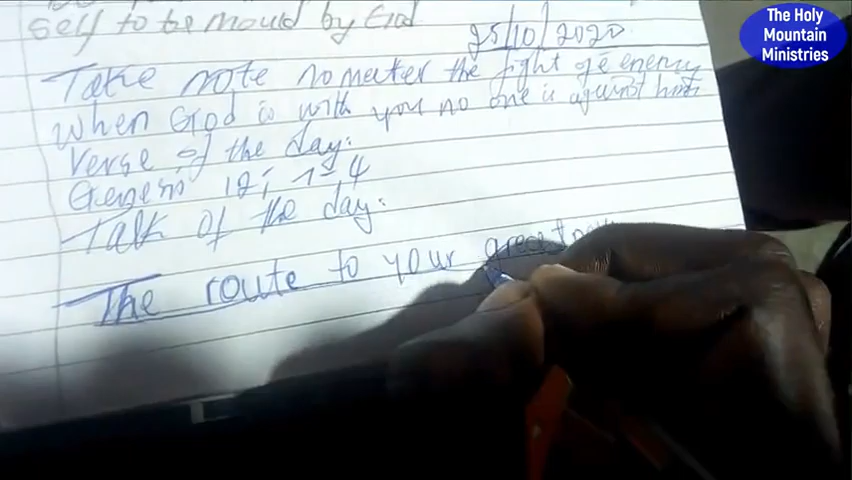 self to be mould by God
25/10/2020
Take note no matter the fight of e enemy
When God is with you no one is against him
Verse of the day:
Genesis 12; 1-4
Talk of the day:
The route to your greatness
The Holy
Mountain
Ministries